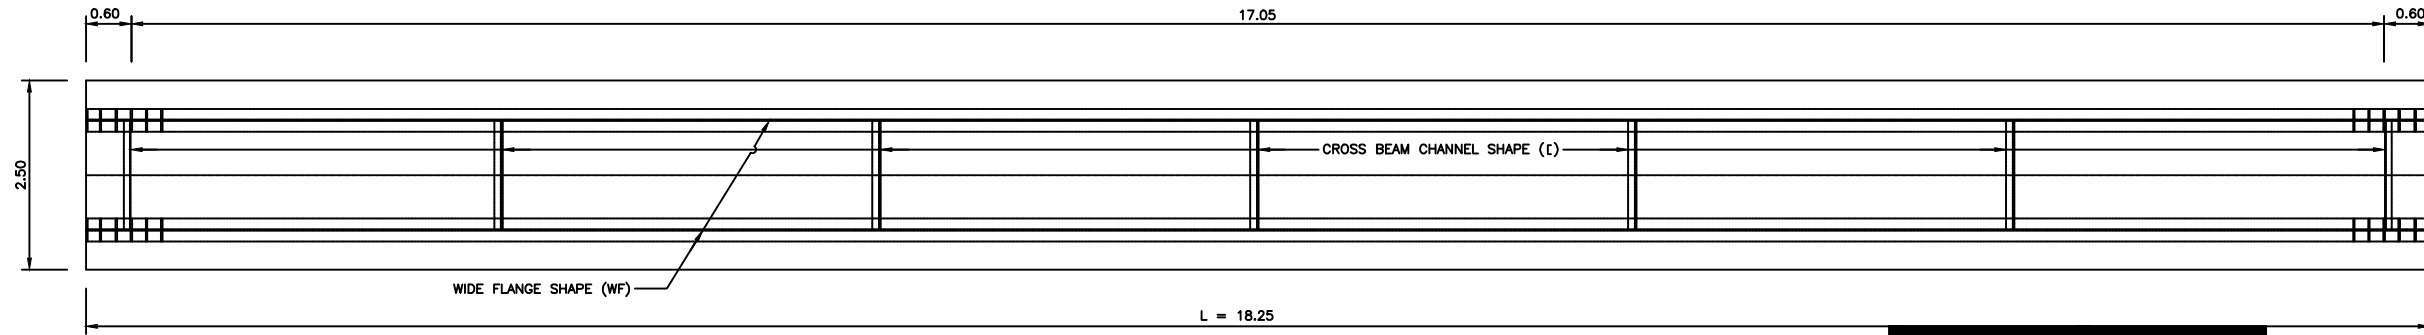 0.60
17.05
0.60
2.50
CROSS BEAM CHANNEL SHAPE ([)
WIDE FLANGE SHAPE (WF)
L = 18.25